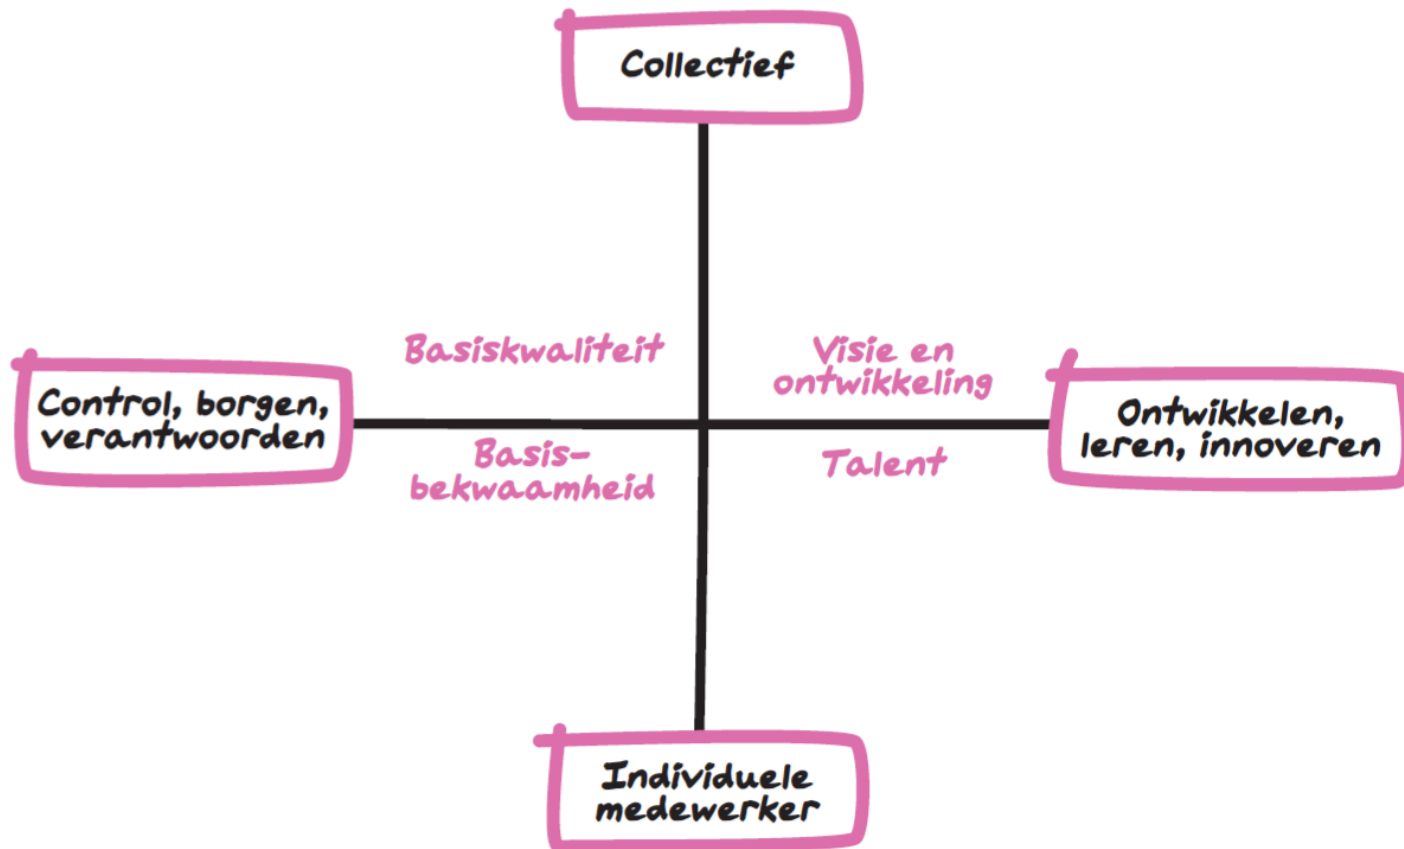 Collectief
Basiskwaliteit
Visie en
ontwikkeling
Control, borgen,
verantwoorden
Ontwikkelen,
leren, innoveren
Basis-
bekwaamheid
Talent
Individuele
medewerker